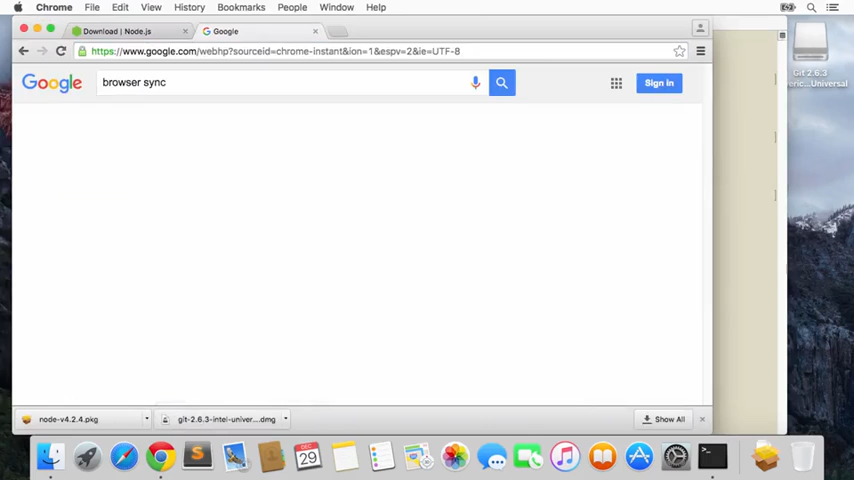 Chrome File Edit View History Bookmarks People Window Help
Download | Node.js Google
https://www.google.com/webhp?sourceid=chrome-instant&ion=1&espv=2&ie=UTF-8
Git 2.6.3
...Universal
Google browser sync Sign in
node-v4.2.4.pkg git-2.6.3-intel-univer....dmg Show All
DEC
29